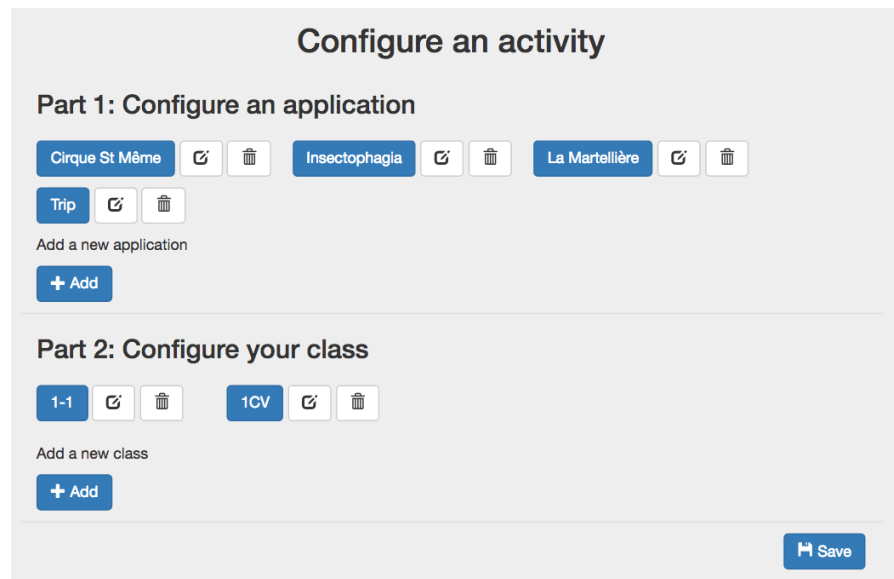 Configure an activity
Part 1: Configure an application
Cirque St Même Insectophagia La Martellière
Trip
Add a new application
Add
Part 2: Configure your class
1-1 1CV
Add a new class
Add
Save